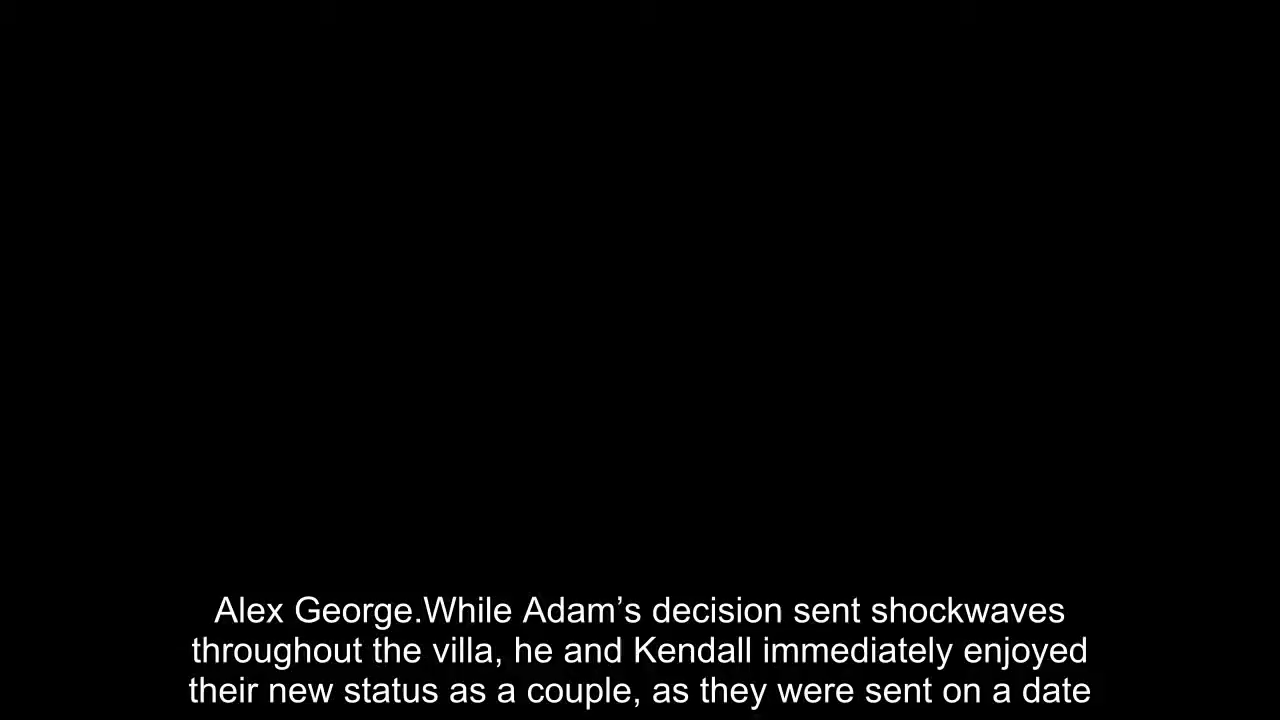 Alex George.While Adam’s decision sent shockwaves
throughout the villa, he and Kendall immediately enjoyed
their new status as a couple, as they were sent on a date